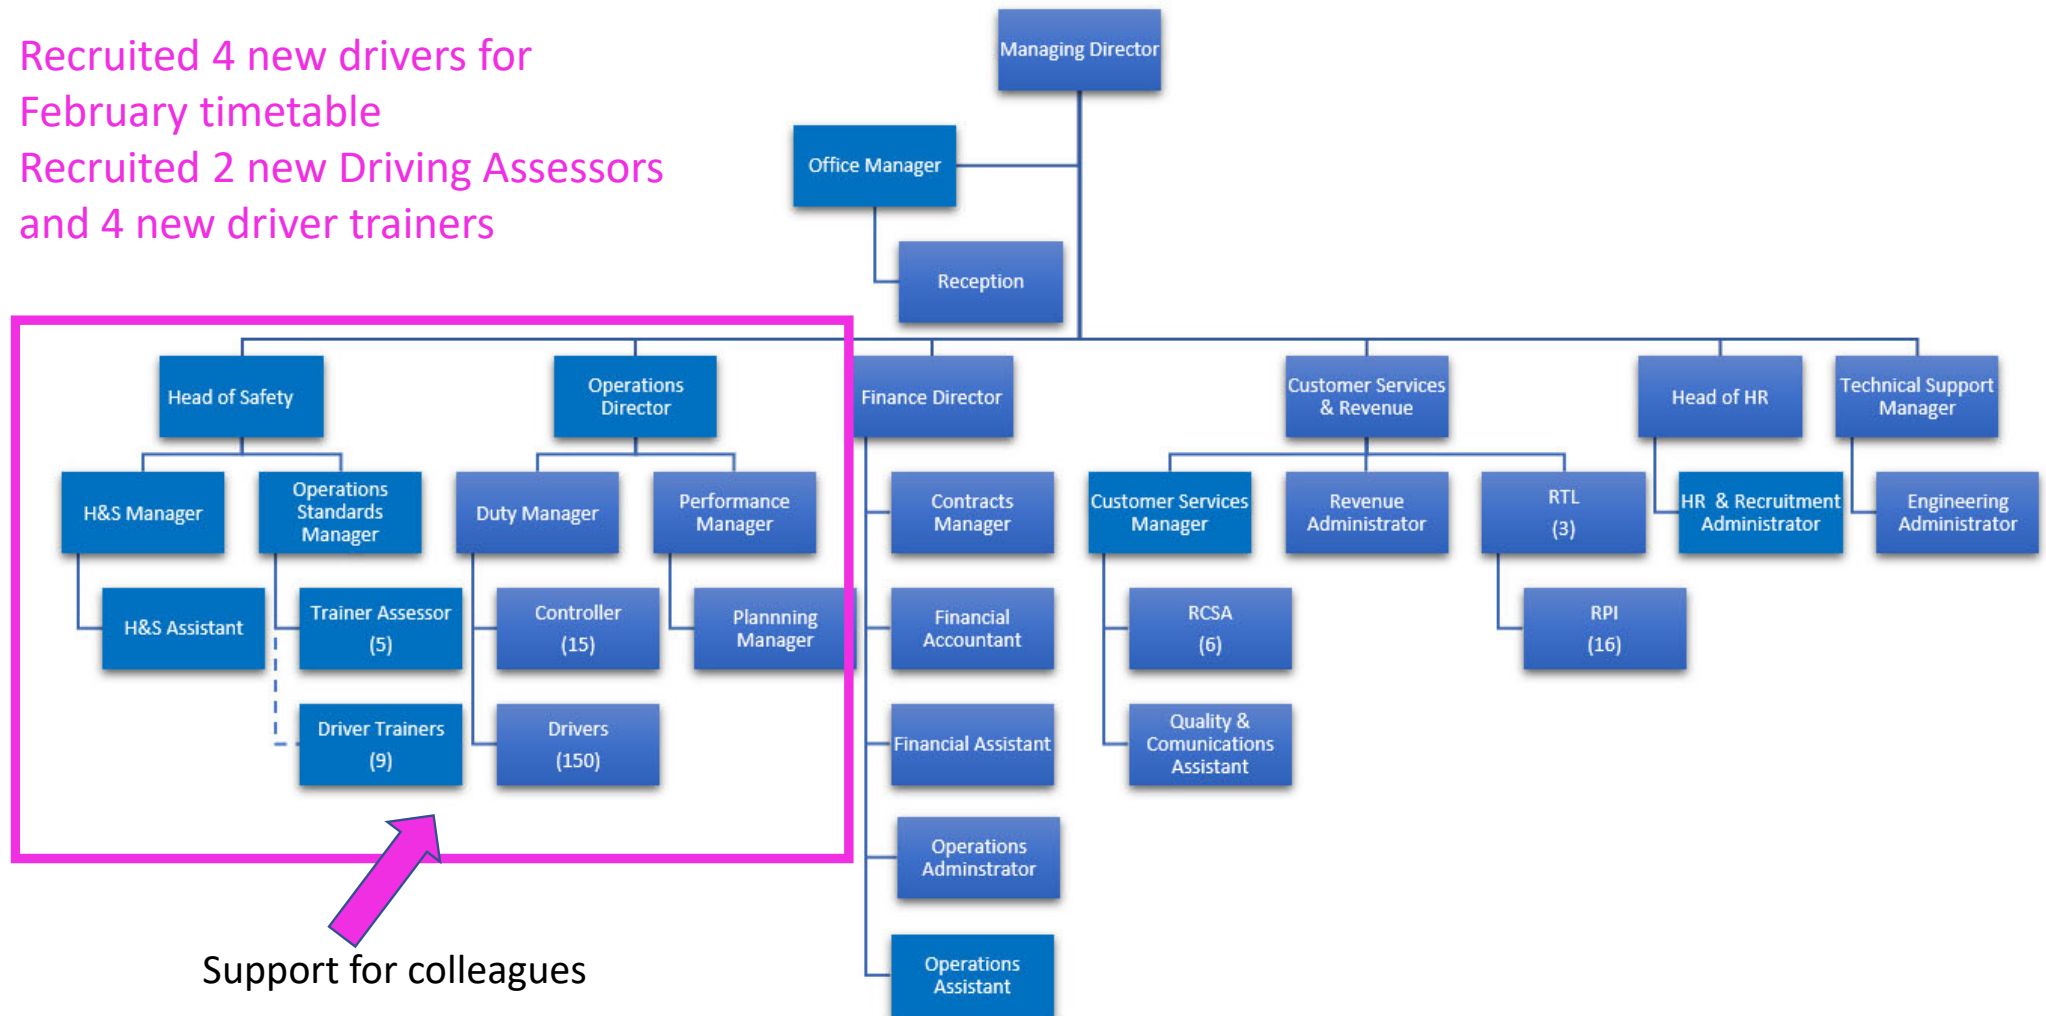 Recruited 4 new drivers for
February timetable
Recruited 2 new Driving Assessors
and 4 new driver trainers
Managing Director
Office Manager
Reception
Head of Safety
Operations
Director
Finance Director
Customer Services
& Revenue
Head of HR
Technical Support
Manager
H&S Manager
Operations
Standards
Manager
Duty Manager
Performance
Manager
Contracts
Manager
Customer Services
Manager
Revenue
Administrator
RTL
(3)
HR & Recruitment
Administrator
Engineering
Administrator
H&S Assistant
Trainer Assessor
(5)
Controller
(15)
Plannning
Manager
Financial
Accountant
RCSA
(6)
RPI
(16)
Driver Trainers
(9)
Drivers
(150)
Financial Assistant
Quality &
Comunications
Assistant
Operations
Adminstrator
Operations
Assistant
Support for colleagues